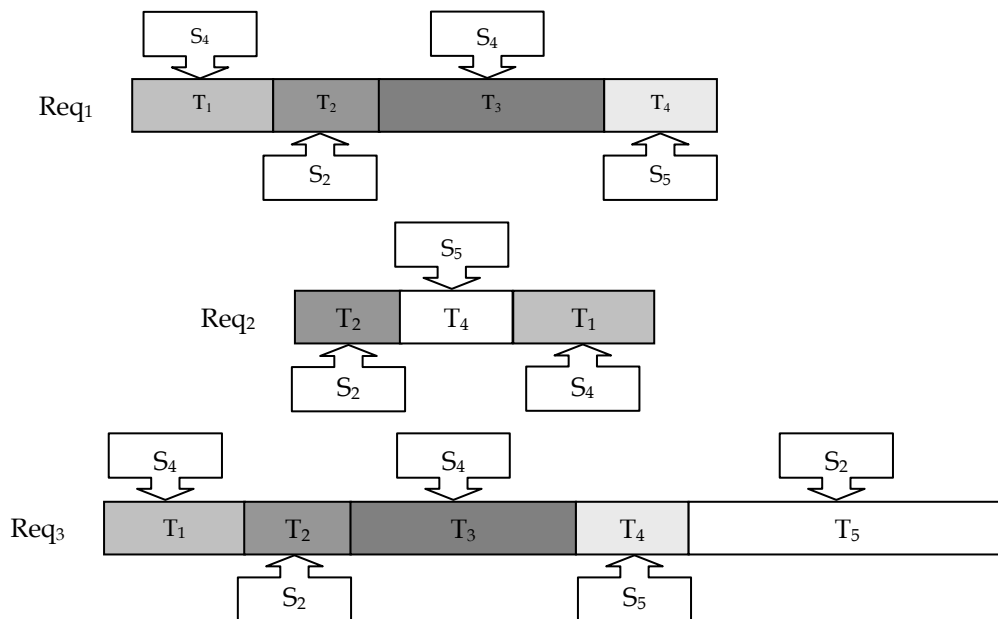 S₄ S₄
Req₁ T₁ T₂ T₃ T₄
S₂ S₅
S₅
Req₂ T₂ T₄ T₁
S₂ S₄
S₄ S₄ S₂
Req₃ T₁ T₂ T₃ T₄ T₅
S₂ S₅